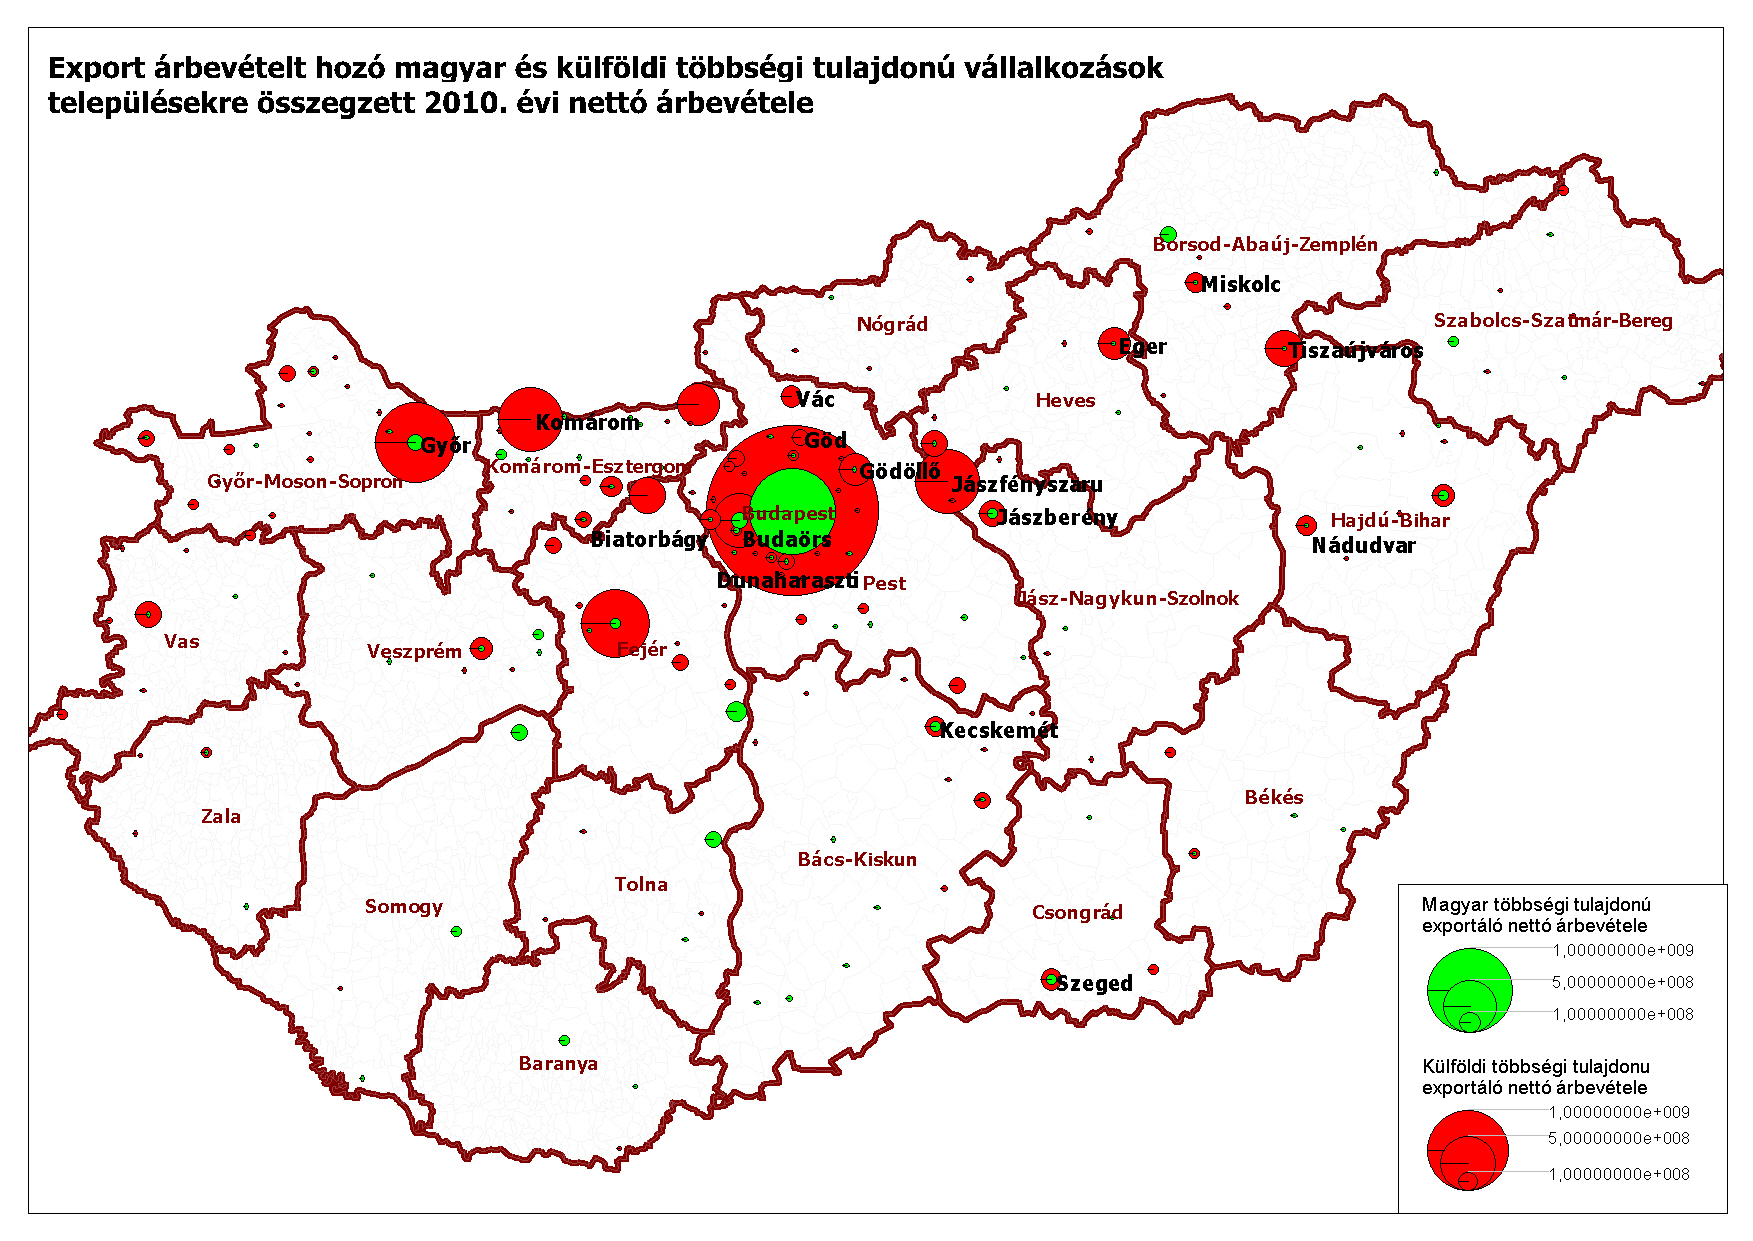 Export árbevételt hozó magyar és külföldi többségi tulajdonú vállalkozások
településekre összegzett 2010. évi nettó árbevétele
Borsod-Abaúj-Zemplén
Miskolc
Nógrád
Szabolcs-Szatmár-Bereg
Eger
Tiszaújváros
Heves
Vác
Komárom
Győr
Göd
Komárom-Esztergom
Gödöllő
Győr-Moson-Sopron
Jászfényszaru
Budapest
Jászberény
Hajdú-Bihar
Biatorbágy
Budaörs
Nádudvar
Dunaharaszti
Pest
Jász-Nagykun-Szolnok
Vas
Veszprém
Fejér
Kecskemét
Zala
Békés
Bács-Kiskun
Tolna
Somogy
Csongrád
Szeged
Baranya
Magyar többségi tulajdonú
exportáló nettó árbevétele
1,00000000e+009
5,00000000e+008
1,00000000e+008
Külföldi többségi tulajdonu
exportáló nettó árbevétele
1,00000000e+009
5,00000000e+008
1,00000000e+008